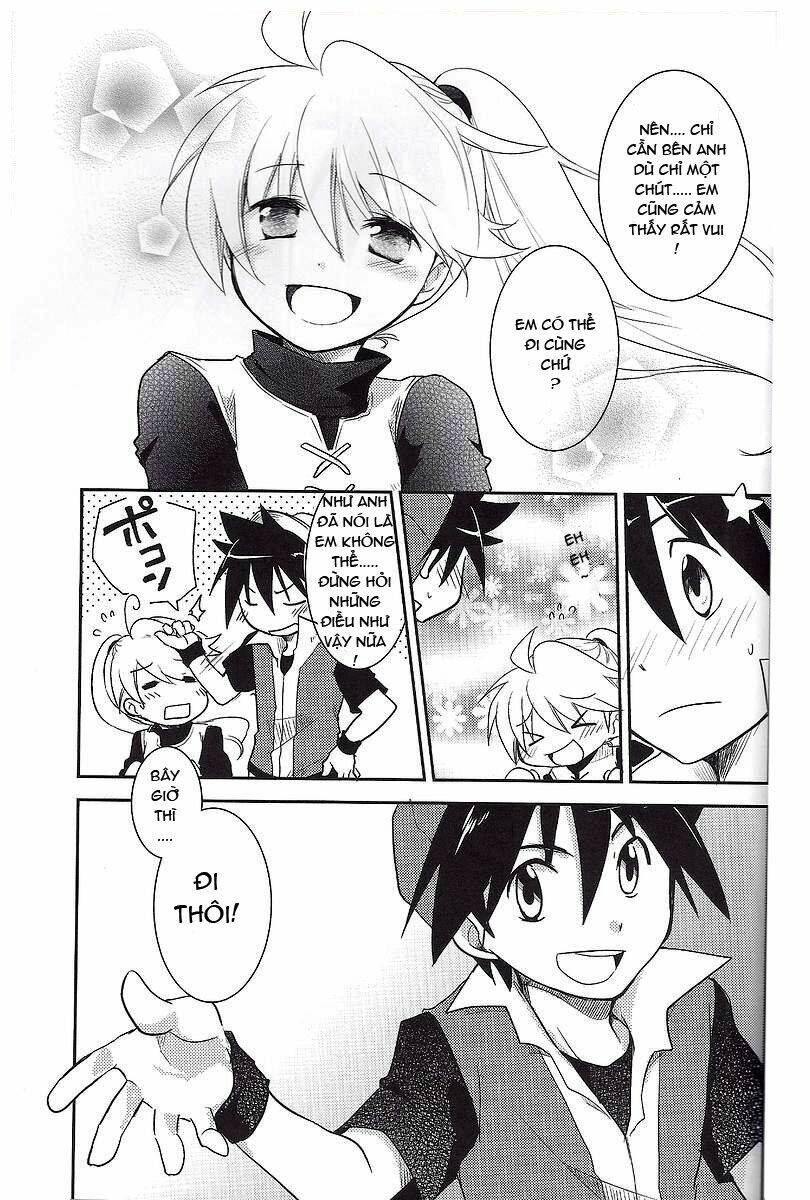 NÊN.... CHỈ
CẦN BÊN ANH
DÙ CHỈ MỘT
CHÚT..... EM
CŨNG CẢM
THẤY RẤT VUI
!
EM CÓ THỂ
ĐI CÙNG
CHỨ
?
EH
EH
NHƯ ANH
ĐÃ NÓI LÀ
EM KHÔNG
THỂ.....
ĐỪNG HỎI
NHỮNG
ĐIỀU NHƯ
VẬY NỮA
!
ポコン
BÂY
GIỜ
THÌ
....
ĐI
THÔI!